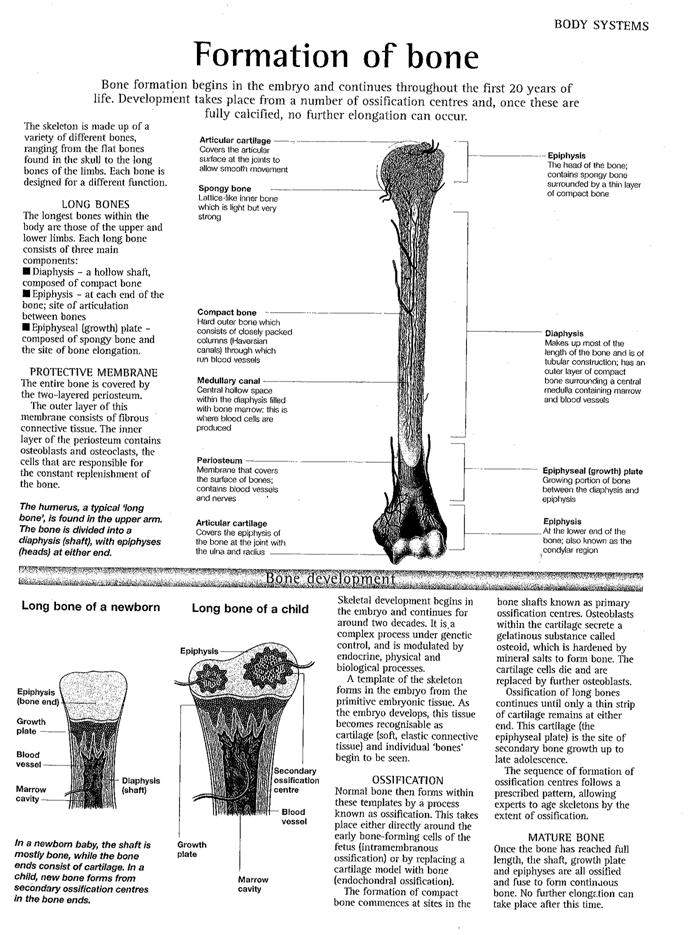 BODY SYSTEMS
Formation of bone
Bone formation begins in the embryo and continues throughout the first 20 years of
life. Development takes place from a number of ossification centres and, once these are
fully calcified, no further elongation can occur.
The skeleton is made up of a
variety of different bones,
ranging from the flat bones
found in the skull to the long
bones of the limbs. Each bone is
designed for a different function.
LONG BONES
The longest bones within the
body are those of the upper and
lower limbs. Each long bone
consists of three main
components:
■ Diaphysis – a hollow shaft,
composed of compact bone
■ Epiphysis – at each end of the
bone; site of articulation
between bones
■ Epiphyseal (growth) plate –
composed of spongy bone and
the site of bone elongation.
PROTECTIVE MEMBRANE
The entire bone is covered by
the two-layered periosteum.
The outer layer of this
membrane consists of fibrous
connective tissue. The inner
layer of the periosteum contains
osteoblasts and osteoclasts, the
cells that are responsible for
the constant replenishment of
the bone.
The humerus, a typical 'long
bone', is found in the upper arm.
The bone is divided into a
diaphysis (shaft), with epiphyses
(heads) at either end.
Articular cartilage
Covers the articular
surface at the joints to
allow smooth movement
Spongy bone
Lattice-like inner bone
which is light but very
strong
Compact bone
Hard outer bone which
consists of closely packed
columns (Haversian
canals) through which
run blood vessels
Medullary canal
Central hollow space
within the diaphysis filled
with bone marrow; this is
where blood cells are
produced
Periosteum
Membrane that covers
the surface of bones;
contains blood vessels
and nerves
Articular cartilage
Covers the epiphysis of
the bone at the joint with
the ulna and radius
Epiphysis
The head of the bone;
contains spongy bone
surrounded by a thin layer
of compact bone
Diaphysis
Makes up most of the
length of the bone and is of
tubular construction; has an
outer layer of compact
bone surrounding a central
medulla containing marrow
and blood vessels
Epiphyseal (growth) plate
Growing portion of bone
between the diaphysis and
epiphysis
Epiphysis
At the lower end of the
bone; also known as the
condylar region
Bone development
Long bone of a newborn
Epiphysis
(bone end)
Growth
plate
Blood
vessel
Marrow
cavity
Diaphysis
(shaft)
In a newborn baby, the shaft is
mostly bone, while the bone
ends consist of cartilage. In a
child, new bone forms from
secondary ossification centres
in the bone ends.
Long bone of a child
Epiphysis
Secondary
ossification
centre
Blood
vessel
Growth
plate
Marrow
cavity
Skeletal development begins in
the embryo and continues for
around two decades. It is a
complex process under genetic
control, and is modulated by
endocrine, physical and
biological processes.
A template of the skeleton
forms in the embryo from the
primitive embryonic tissue. As
the embryo develops, this tissue
becomes recognisable as
cartilage (soft, elastic connective
tissue) and individual 'bones'
begin to be seen.
OSSIFICATION
Normal bone then forms within
these templates by a process
known as ossification. This takes
place either directly around the
early bone-forming cells of the
fetus (intramembranous
ossification) or by replacing a
cartilage model with bone
(endochondral ossification).
The formation of compact
bone commences at sites in the
bone shafts known as primary
ossification centres. Osteoblasts
within the cartilage secrete a
gelatinous substance called
osteoid, which is hardened by
mineral salts to form bone. The
cartilage cells die and are
replaced by further osteoblasts.
Ossification of long bones
continues until only a thin strip
of cartilage remains at either
end. This cartilage (the
epiphyseal plate) is the site of
secondary bone growth up to
late adolescence.
The sequence of formation of
ossification centres follows a
prescribed pattern, allowing
experts to age skeletons by the
extent of ossification.
MATURE BONE
Once the bone has reached full
length, the shaft, growth plate
and epiphyses are all ossified
and fuse to form continuous
bone. No further elongation can
take place after this time.